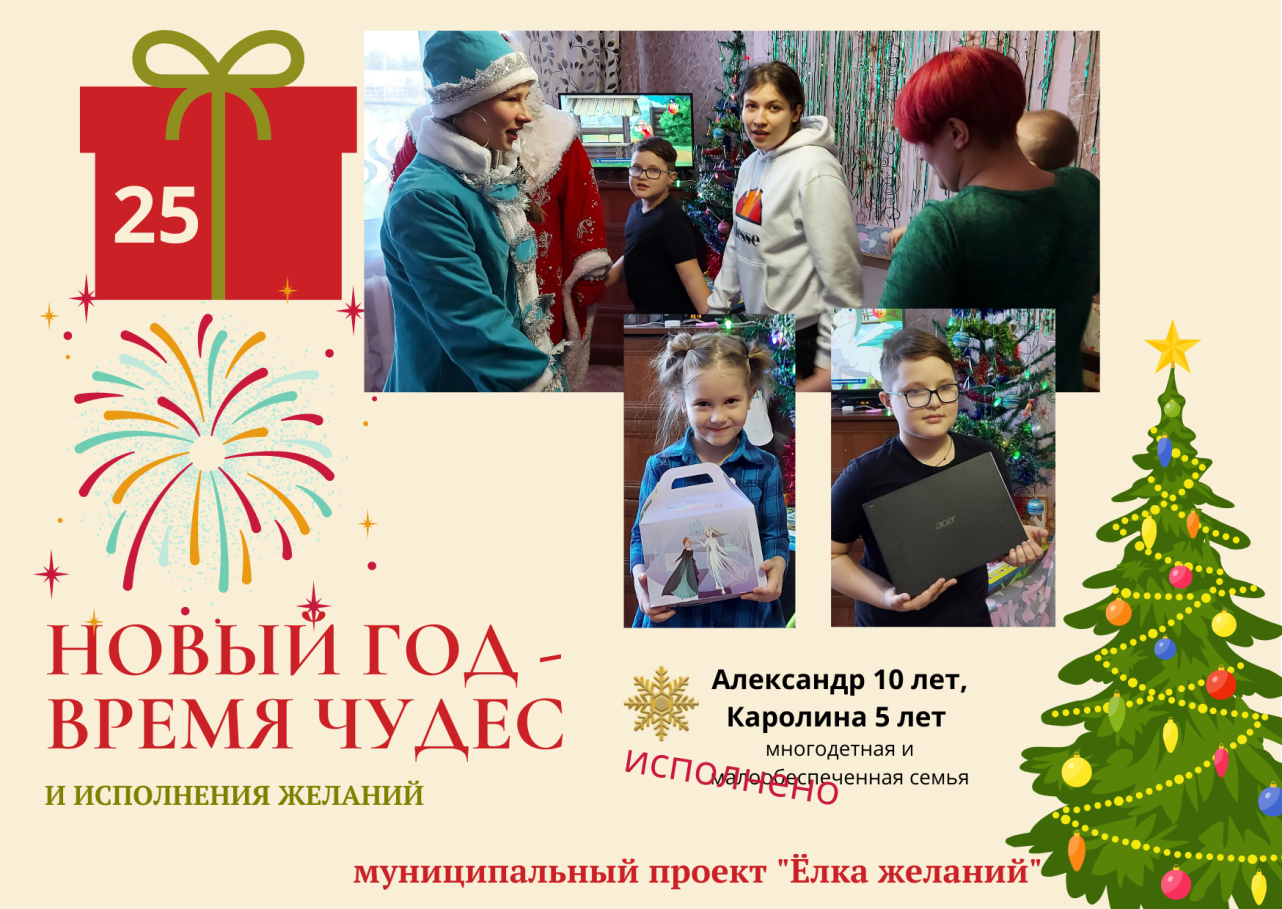 25
НОВЫЙ ГОД -
ВРЕМЯ ЧУДЕС
И ИСПОЛНЕНИЯ ЖЕЛАНИЙ
acer
Александр 10 лет,
Каролина 5 лет
многодетная и
малообеспеченная семья
исполнено
муниципальный проект "Ёлка желаний"